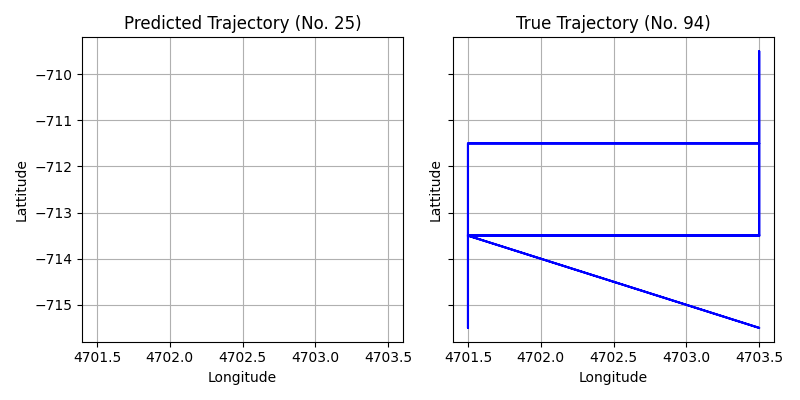 Predicted Trajectory (No. 25)
−710
−711
−712
−713
−714
−715
Lattitude
4701.5 4702.0 4702.5 4703.0 4703.5
Longitude
True Trajectory (No. 94)
Lattitude
4701.5 4702.0 4702.5 4703.0 4703.5
Longitude